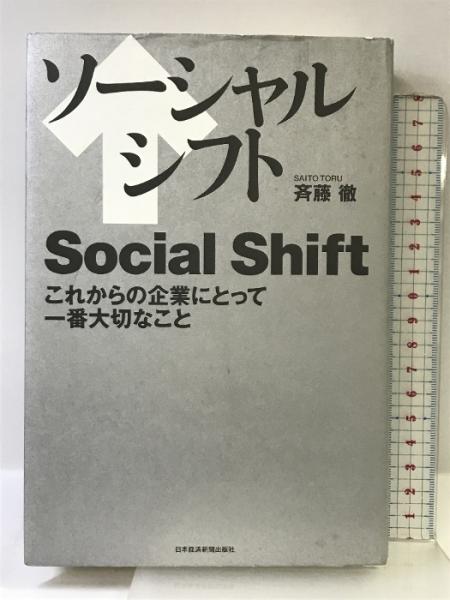 ソーシャル
シフト
SAITO TORU
斉藤 徹
Social Shift
これからの企業にとって
一番大切なこと
日本経済新聞出版社